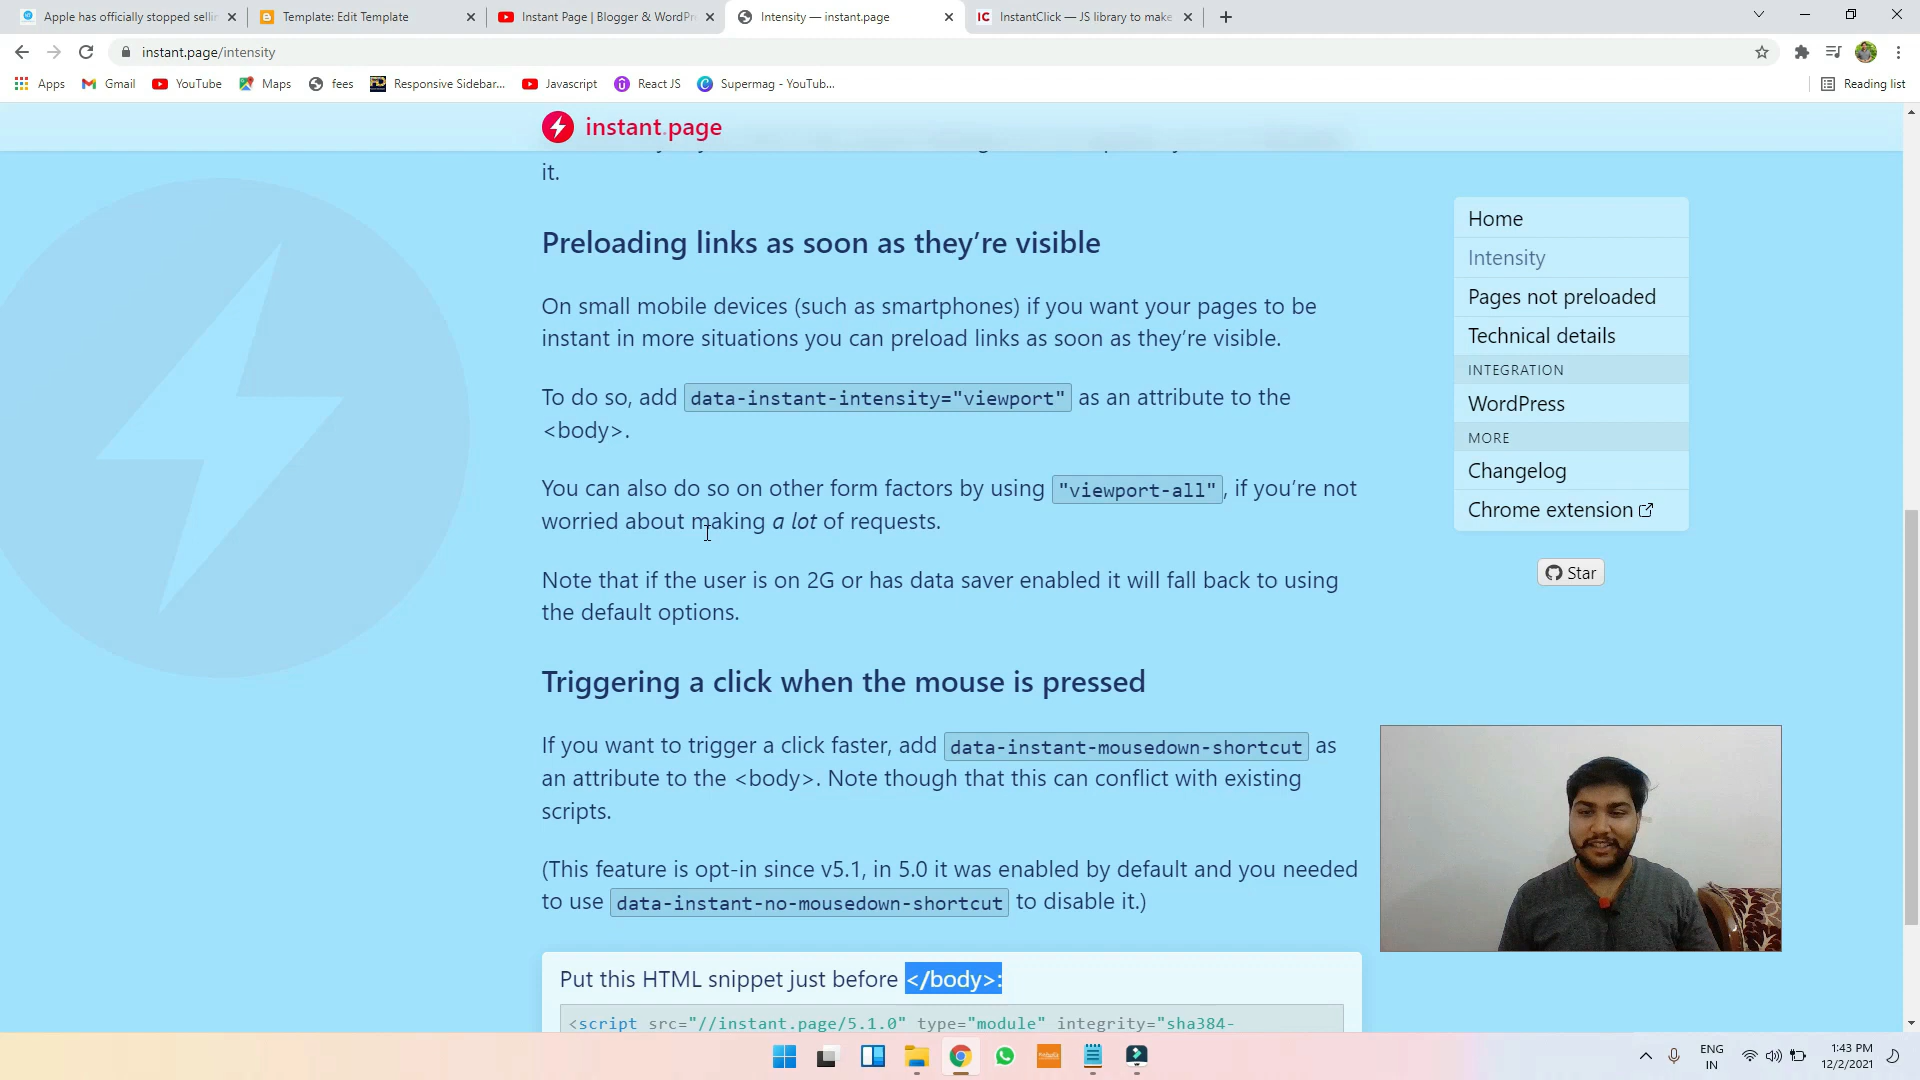 Apple has officially stopped selli
Template: Edit Template
Instant Page | Blogger & WordPr
Intensity — instant.page
IC InstantClick — JS library to make
instant.page/intensity
Apps
Gmail
YouTube
Maps
fees
Responsive Sidebar...
Javascript
React JS
Supermag - YouTub...
Reading list
instant.page
it.
Preloading links as soon as they’re visible
On small mobile devices (such as smartphones) if you want your pages to be
instant in more situations you can preload links as soon as they’re visible.
To do so, add data-instant-intensity="viewport" as an attribute to the
<body>.
You can also do so on other form factors by using "viewport-all", if you’re not
worried about making a lot of requests.
Note that if the user is on 2G or has data saver enabled it will fall back to using
the default options.
Triggering a click when the mouse is pressed
If you want to trigger a click faster, add data-instant-mousedown-shortcut as
an attribute to the <body>. Note though that this can conflict with existing
scripts.
(This feature is opt-in since v5.1, in 5.0 it was enabled by default and you needed
to use data-instant-no-mousedown-shortcut to disable it.)
Put this HTML snippet just before </body>:
<script src="//instant.page/5.1.0" type="module" integrity="sha384-
Home
Intensity
Pages not preloaded
Technical details
INTEGRATION
WordPress
MORE
Changelog
Chrome extension
Star
ENG
IN
1:43 PM
12/2/2021